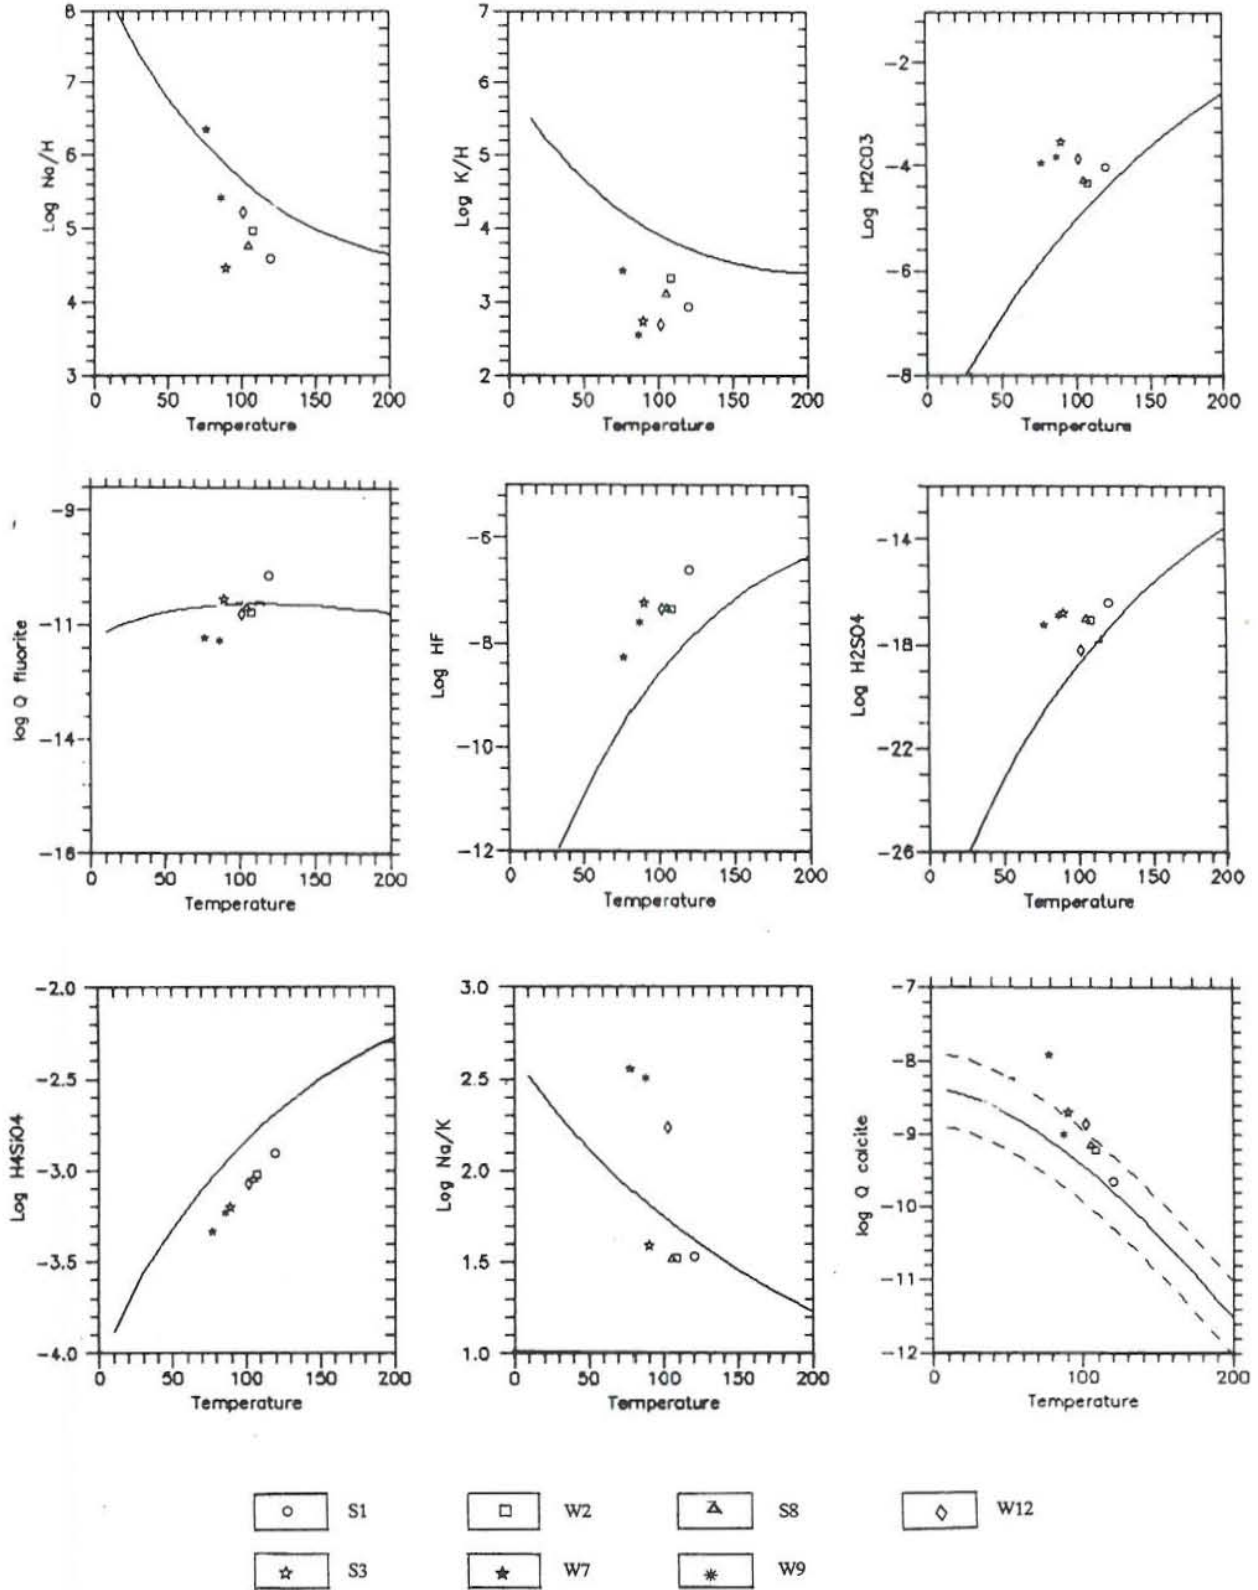 8
7
6
5
4
3
Log Na/H
0 50 100 150 200
Temperature
7
6
5
4
3
2
Log K/H
0 50 100 150 200
Temperature
-2
-4
-6
-8
Log H2CO3
50 100 150 200
Temperature
-9
-11
-14
-16
log Q fluorite
0 50 100 150 200
Temperature
-6
-8
-10
-12
Log HF
0 50 100 150 200
Temperature
-14
-18
-22
-26
Log H2SO4
0 50 100 150 200
Temperature
-2.0
-2.5
-3.0
-3.5
-4.0
Log H4SiO4
0 50 100 150 200
Temperature
3.0
2.5
2.0
1.5
1.0
Log Na/K
0 50 100 150 200
Temperature
-7
-8
-9
-10
-11
-12
log Q calcite
0 100 200
Temperature
S1 W2 S8 W12
S3 W7 W9